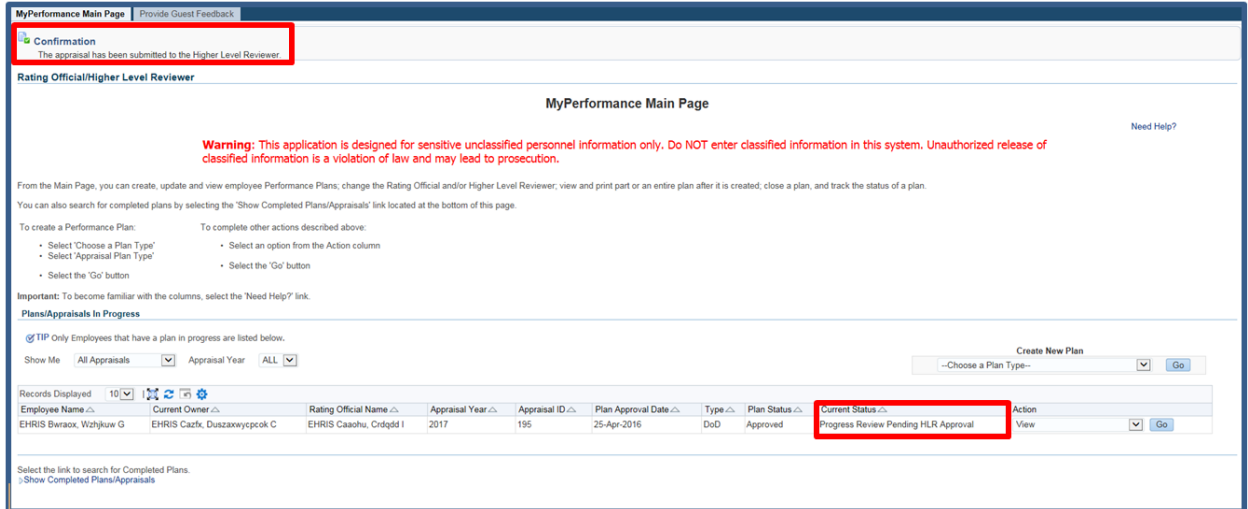 MyPerformance Main Page Provide Guest Feedback
Confirmation
The appraisal has been submitted to the Higher Level Reviewer.
Rating Official/Higher Level Reviewer
MyPerformance Main Page
Need Help?
Warning: This application is designed for sensitive unclassified personnel information only. Do NOT enter classified information in this system. Unauthorized release of
classified information is a violation of law and may lead to prosecution.
From the Main Page, you can create, update and view employee Performance Plans; change the Rating Official and/or Higher Level Reviewer; view and print part or an entire plan after it is created; close a plan, and track the status of a plan.
You can also search for completed plans by selecting the 'Show Completed Plans/Appraisals' link located at the bottom of this page.
To create a Performance Plan: To complete other actions described above:
• Select 'Choose a Plan Type' • Select an option from the Action column
• Select 'Appraisal Plan Type'
• Select the 'Go' button
• Select the 'Go' button
Important: To become familiar with the columns, select the 'Need Help?' link.
Plans/Appraisals In Progress
TIP Only Employees that have a plan in progress are listed below.
Create New Plan
Show Me All Appraisals Appraisal Year ALL --Choose a Plan Type-- Go
Records Displayed 10
Employee Name Current Owner Rating Official Name Appraisal Year Appraisal ID Plan Approval Date Type Plan Status Current Status Action
EHRIS Bwraox, Wzhjkuw G EHRIS Cazfx, Duszaxwycpcok C EHRIS Caaohu, Crdqdd I 2017 195 25-Apr-2016 DoD Approved Progress Review Pending HLR Approval View Go
Select the link to search for Completed Plans.
Show Completed Plans/Appraisals